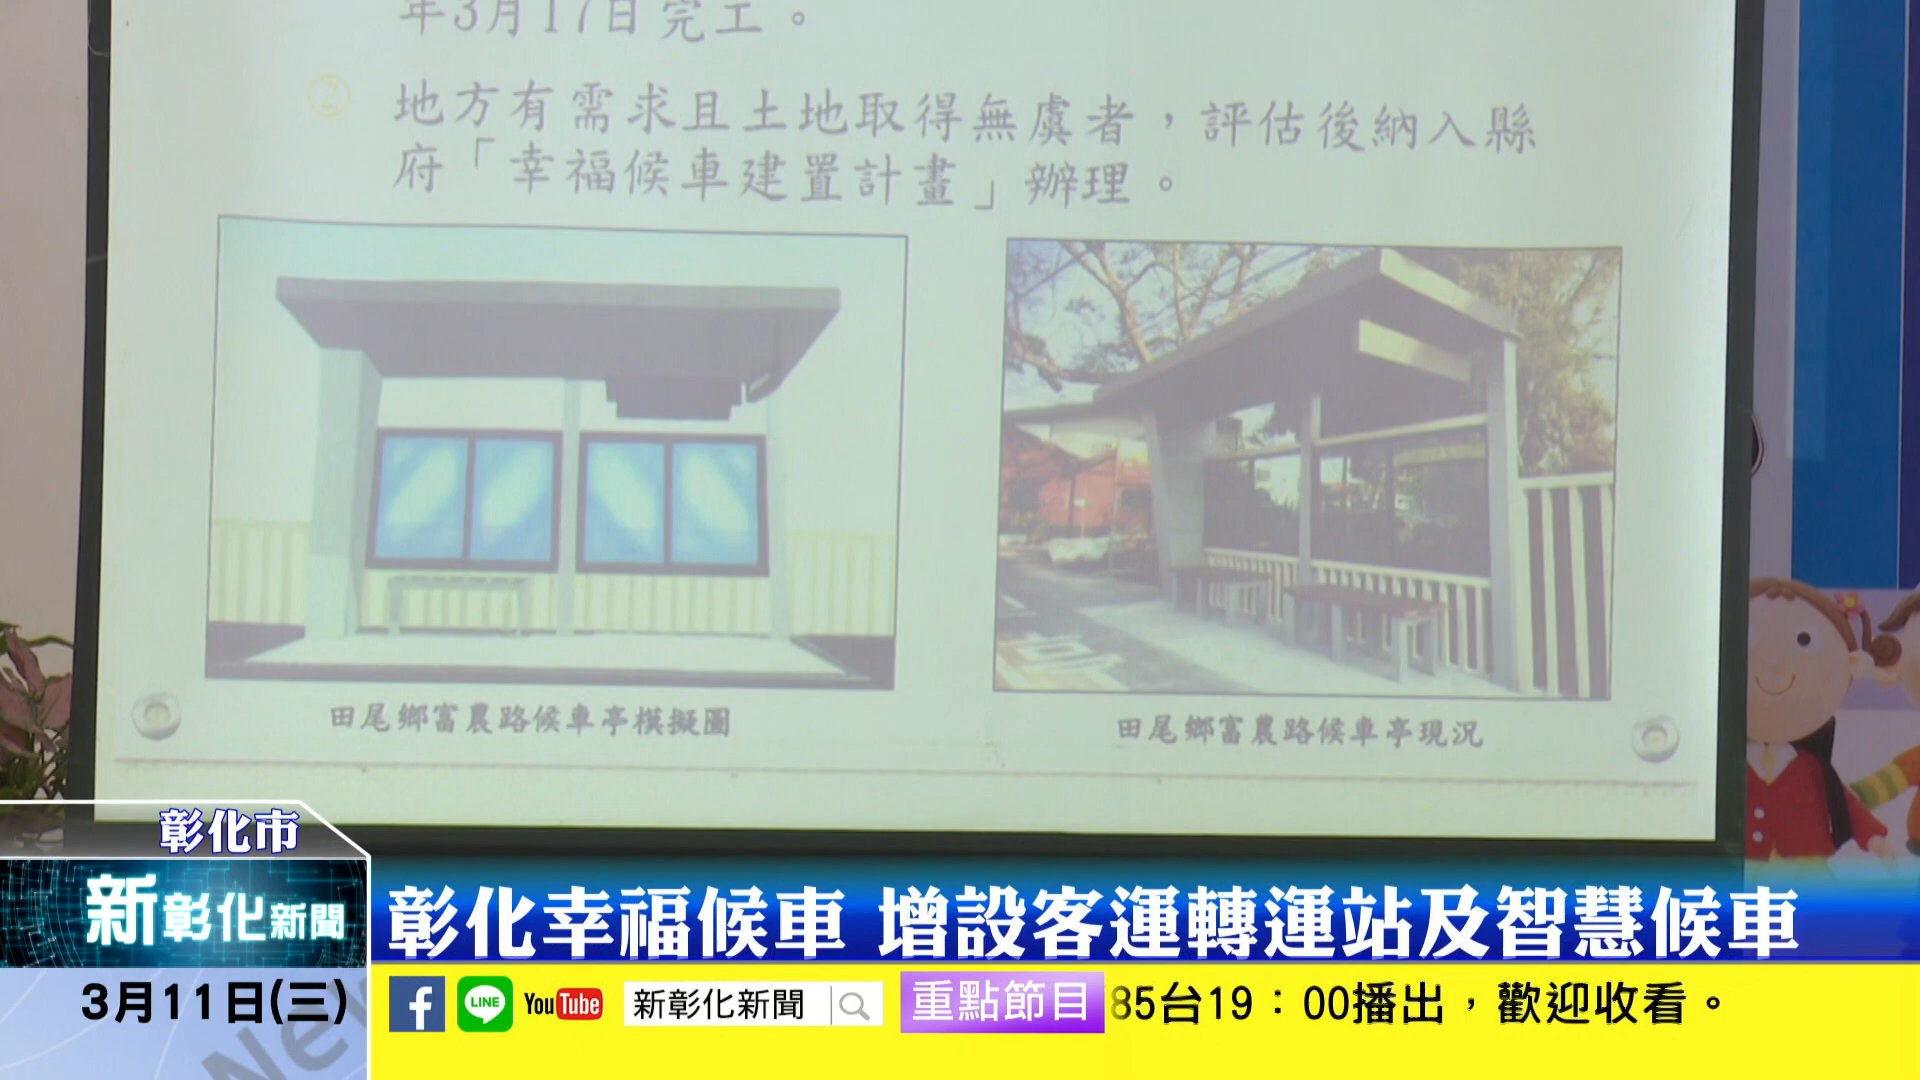 年3月17日完工。
地方有需求且土地取得無虞者，評估後納入縣
府「幸福候車建置計畫」辦理。
田尾鄉富農路候車亭模擬圖
田尾鄉富農路候車亭現況
彰化市
新彰化新聞
彰化幸福候車 增設客運轉運站及智慧候車
3月11日(三)
f
LINE
YouTube
新彰化新聞
重點節目
85台19：00播出，歡迎收看。
New